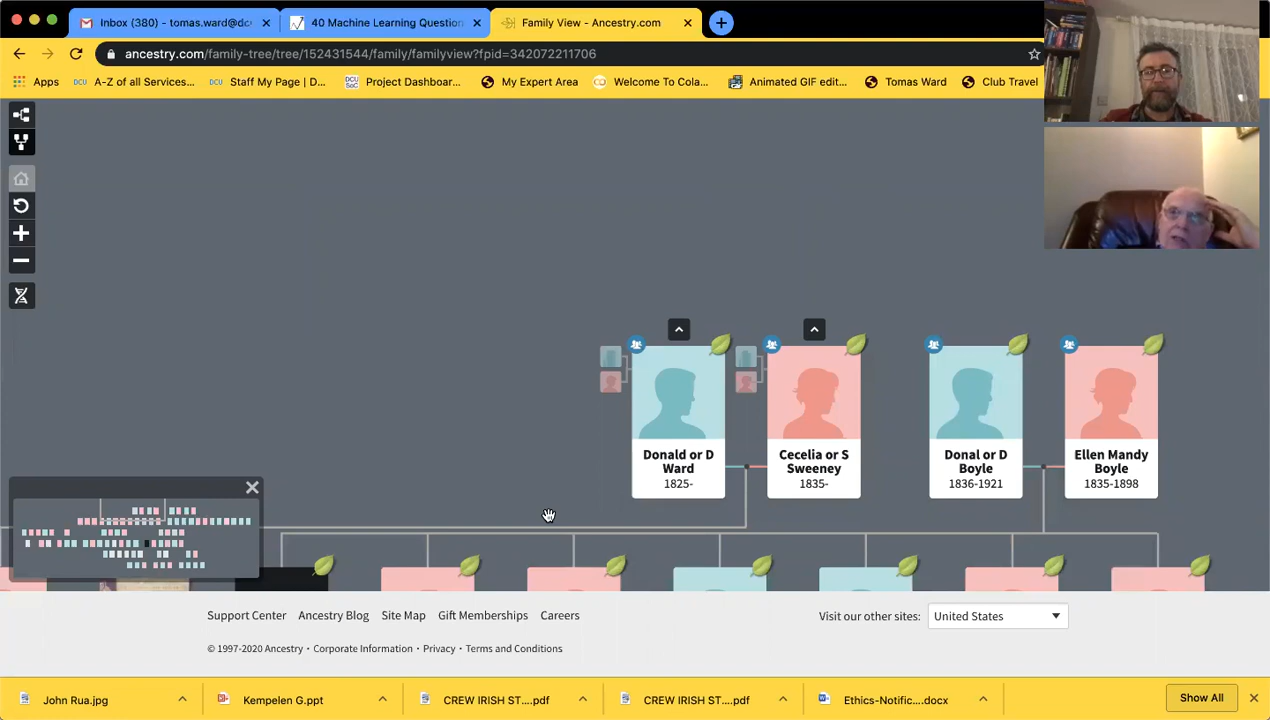 Inbox (380) - tomas.ward@dc
40 Machine Learning Question
Family View - Ancestry.com
ancestry.com/family-tree/tree/152431544/family/familyview?fpid=342072211706
Apps
DCU A-Z of all Services...
DCU Staff My Page | D...
DCU SoC Project Dashboar...
My Expert Area
Welcome To Cola...
Animated GIF edit...
Tomas Ward
Club Travel
Donald or D
Ward
1825-
Cecelia or S
Sweeney
1835-
Donal or D
Boyle
1836-1921
Ellen Mandy
Boyle
1835-1898
Support Center
Ancestry Blog
Site Map
Gift Memberships
Careers
Visit our other sites:
United States
© 1997-2020 Ancestry · Corporate Information · Privacy · Terms and Conditions
John Rua.jpg
Kempelen G.ppt
CREW IRISH ST....pdf
CREW IRISH ST....pdf
Ethics-Notific....docx
Show All